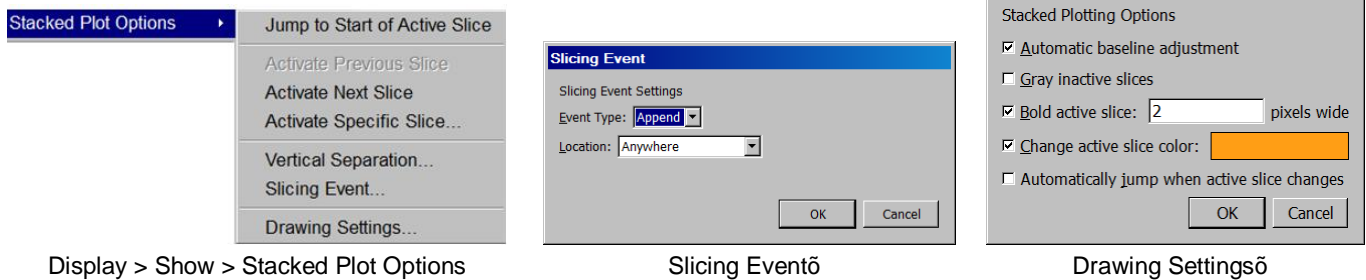 Stacked Plot Options
Jump to Start of Active Slice
Activate Previous Slice
Activate Next Slice
Activate Specific Slice...
Vertical Separation...
Slicing Event...
Drawing Settings...
Display > Show > Stacked Plot Options
Slicing Event
Slicing Event Settings
Event Type: Append
Location: Anywhere
OK Cancel
Slicing Eventõ
Stacked Plotting Options
Automatic baseline adjustment
Gray inactive slices
Bold active slice: 2 pixels wide
Change active slice color:
Automatically jump when active slice changes
OK Cancel
Drawing Settingsõ